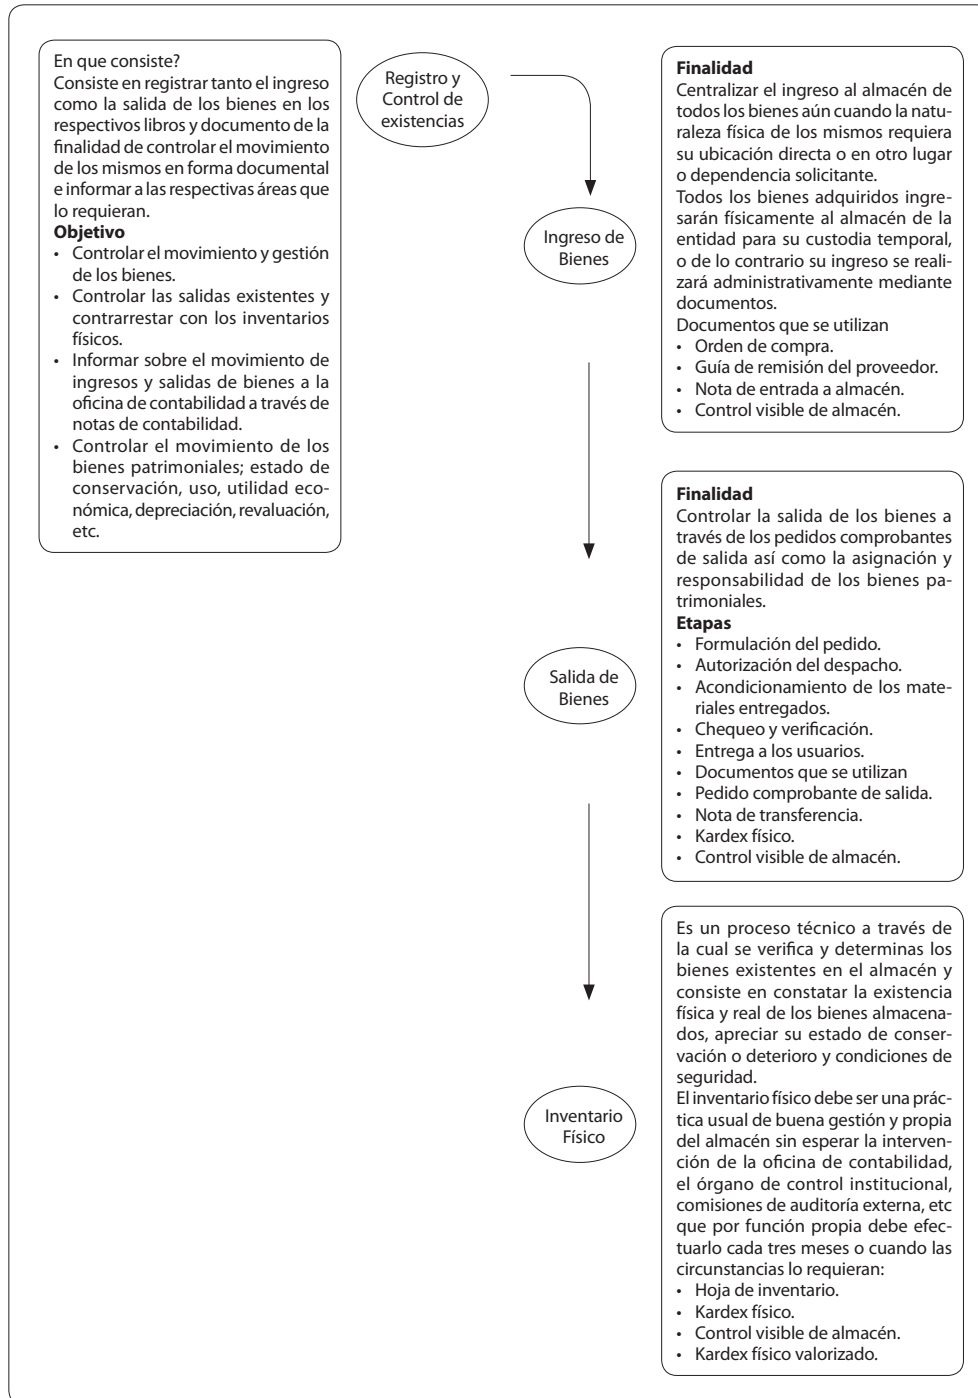 En que consiste?
Consiste en registrar tanto el ingreso
como la salida de los bienes en los
respectivos libros y documento de la
finalidad de controlar el movimiento
de los mismos en forma documental
e informar a las respectivas áreas que
lo requieran.
Objetivo
• Controlar el movimiento y gestión
de los bienes.
• Controlar las salidas existentes y
contrarrestar con los inventarios
físicos.
• Informar sobre el movimiento de
ingresos y salidas de bienes a la
oficina de contabilidad a través de
notas de contabilidad.
• Controlar el movimiento de los
bienes patrimoniales; estado de
conservación, uso, utilidad eco-
nómica, depreciación, revaluación,
etc.
Registro y
Control de
existencias
Ingreso de
Bienes
Finalidad
Centralizar el ingreso al almacén de
todos los bienes aún cuando la natu-
raleza física de los mismos requiera
su ubicación directa o en otro lugar
o dependencia solicitante.
Todos los bienes adquiridos ingre-
sarán físicamente al almacén de la
entidad para su custodia temporal,
o de lo contrario su ingreso se reali-
zará administrativamente mediante
documentos.
Documentos que se utilizan
• Orden de compra.
• Guía de remisión del proveedor.
• Nota de entrada a almacén.
• Control visible de almacén.
Salida de
Bienes
Finalidad
Controlar la salida de los bienes a
través de los pedidos comprobantes
de salida así como la asignación y
responsabilidad de los bienes pa-
trimoniales.
Etapas
• Formulación del pedido.
• Autorización del despacho.
• Acondicionamiento de los mate-
riales entregados.
• Chequeo y verificación.
• Entrega a los usuarios.
• Documentos que se utilizan
• Pedido comprobante de salida.
• Nota de transferencia.
• Kardex físico.
• Control visible de almacén.
Inventario
Físico
Es un proceso técnico a través de
la cual se verifica y determinas los
bienes existentes en el almacén y
consiste en constatar la existencia
física y real de los bienes almacena-
dos, apreciar su estado de conser-
vación o deterioro y condiciones de
seguridad.
El inventario físico debe ser una prác-
tica usual de buena gestión y propia
del almacén sin esperar la interven-
ción de la oficina de contabilidad,
el órgano de control institucional,
comisiones de auditoría externa, etc
que por función propia debe efec-
tuarlo cada tres meses o cuando las
circunstancias lo requieran:
• Hoja de inventario.
• Kardex físico.
• Control visible de almacén.
• Kardex físico valorizado.